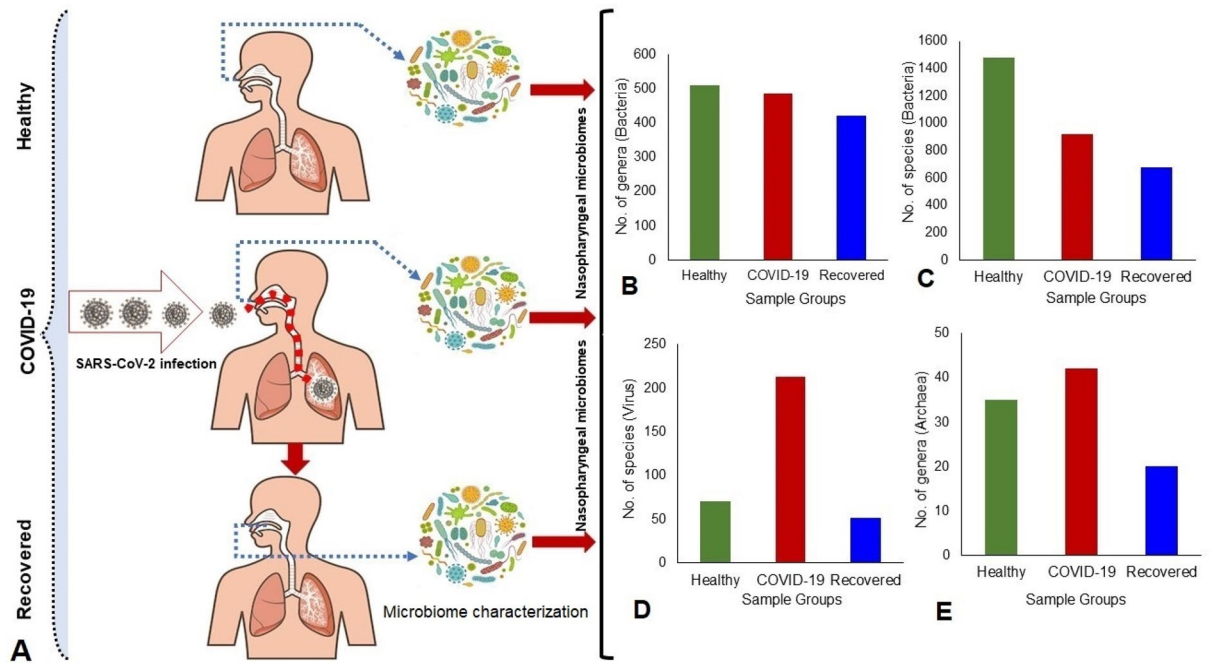 Healthy
COVID-19
Recovered
A
SARS-CoV-2 infection
Microbiome characterization
Nasopharyngeal microbiomes
Nasopharyngeal microbiomes
No. of genera (Bacteria)
600
500
400
300
200
100
0
Healthy
COVID-19
Recovered
Sample Groups
B
No. of species (Bacteria)
1600
1400
1200
1000
800
600
400
200
0
Healthy
COVID-19
Recovered
Sample Groups
C
No. of species (Virus)
250
200
150
100
50
0
Healthy
COVID-19
Recovered
Sample Groups
D
No. of genera (Archaea)
50
40
30
20
10
0
Healthy
COVID-19
Recovered
Sample Groups
E